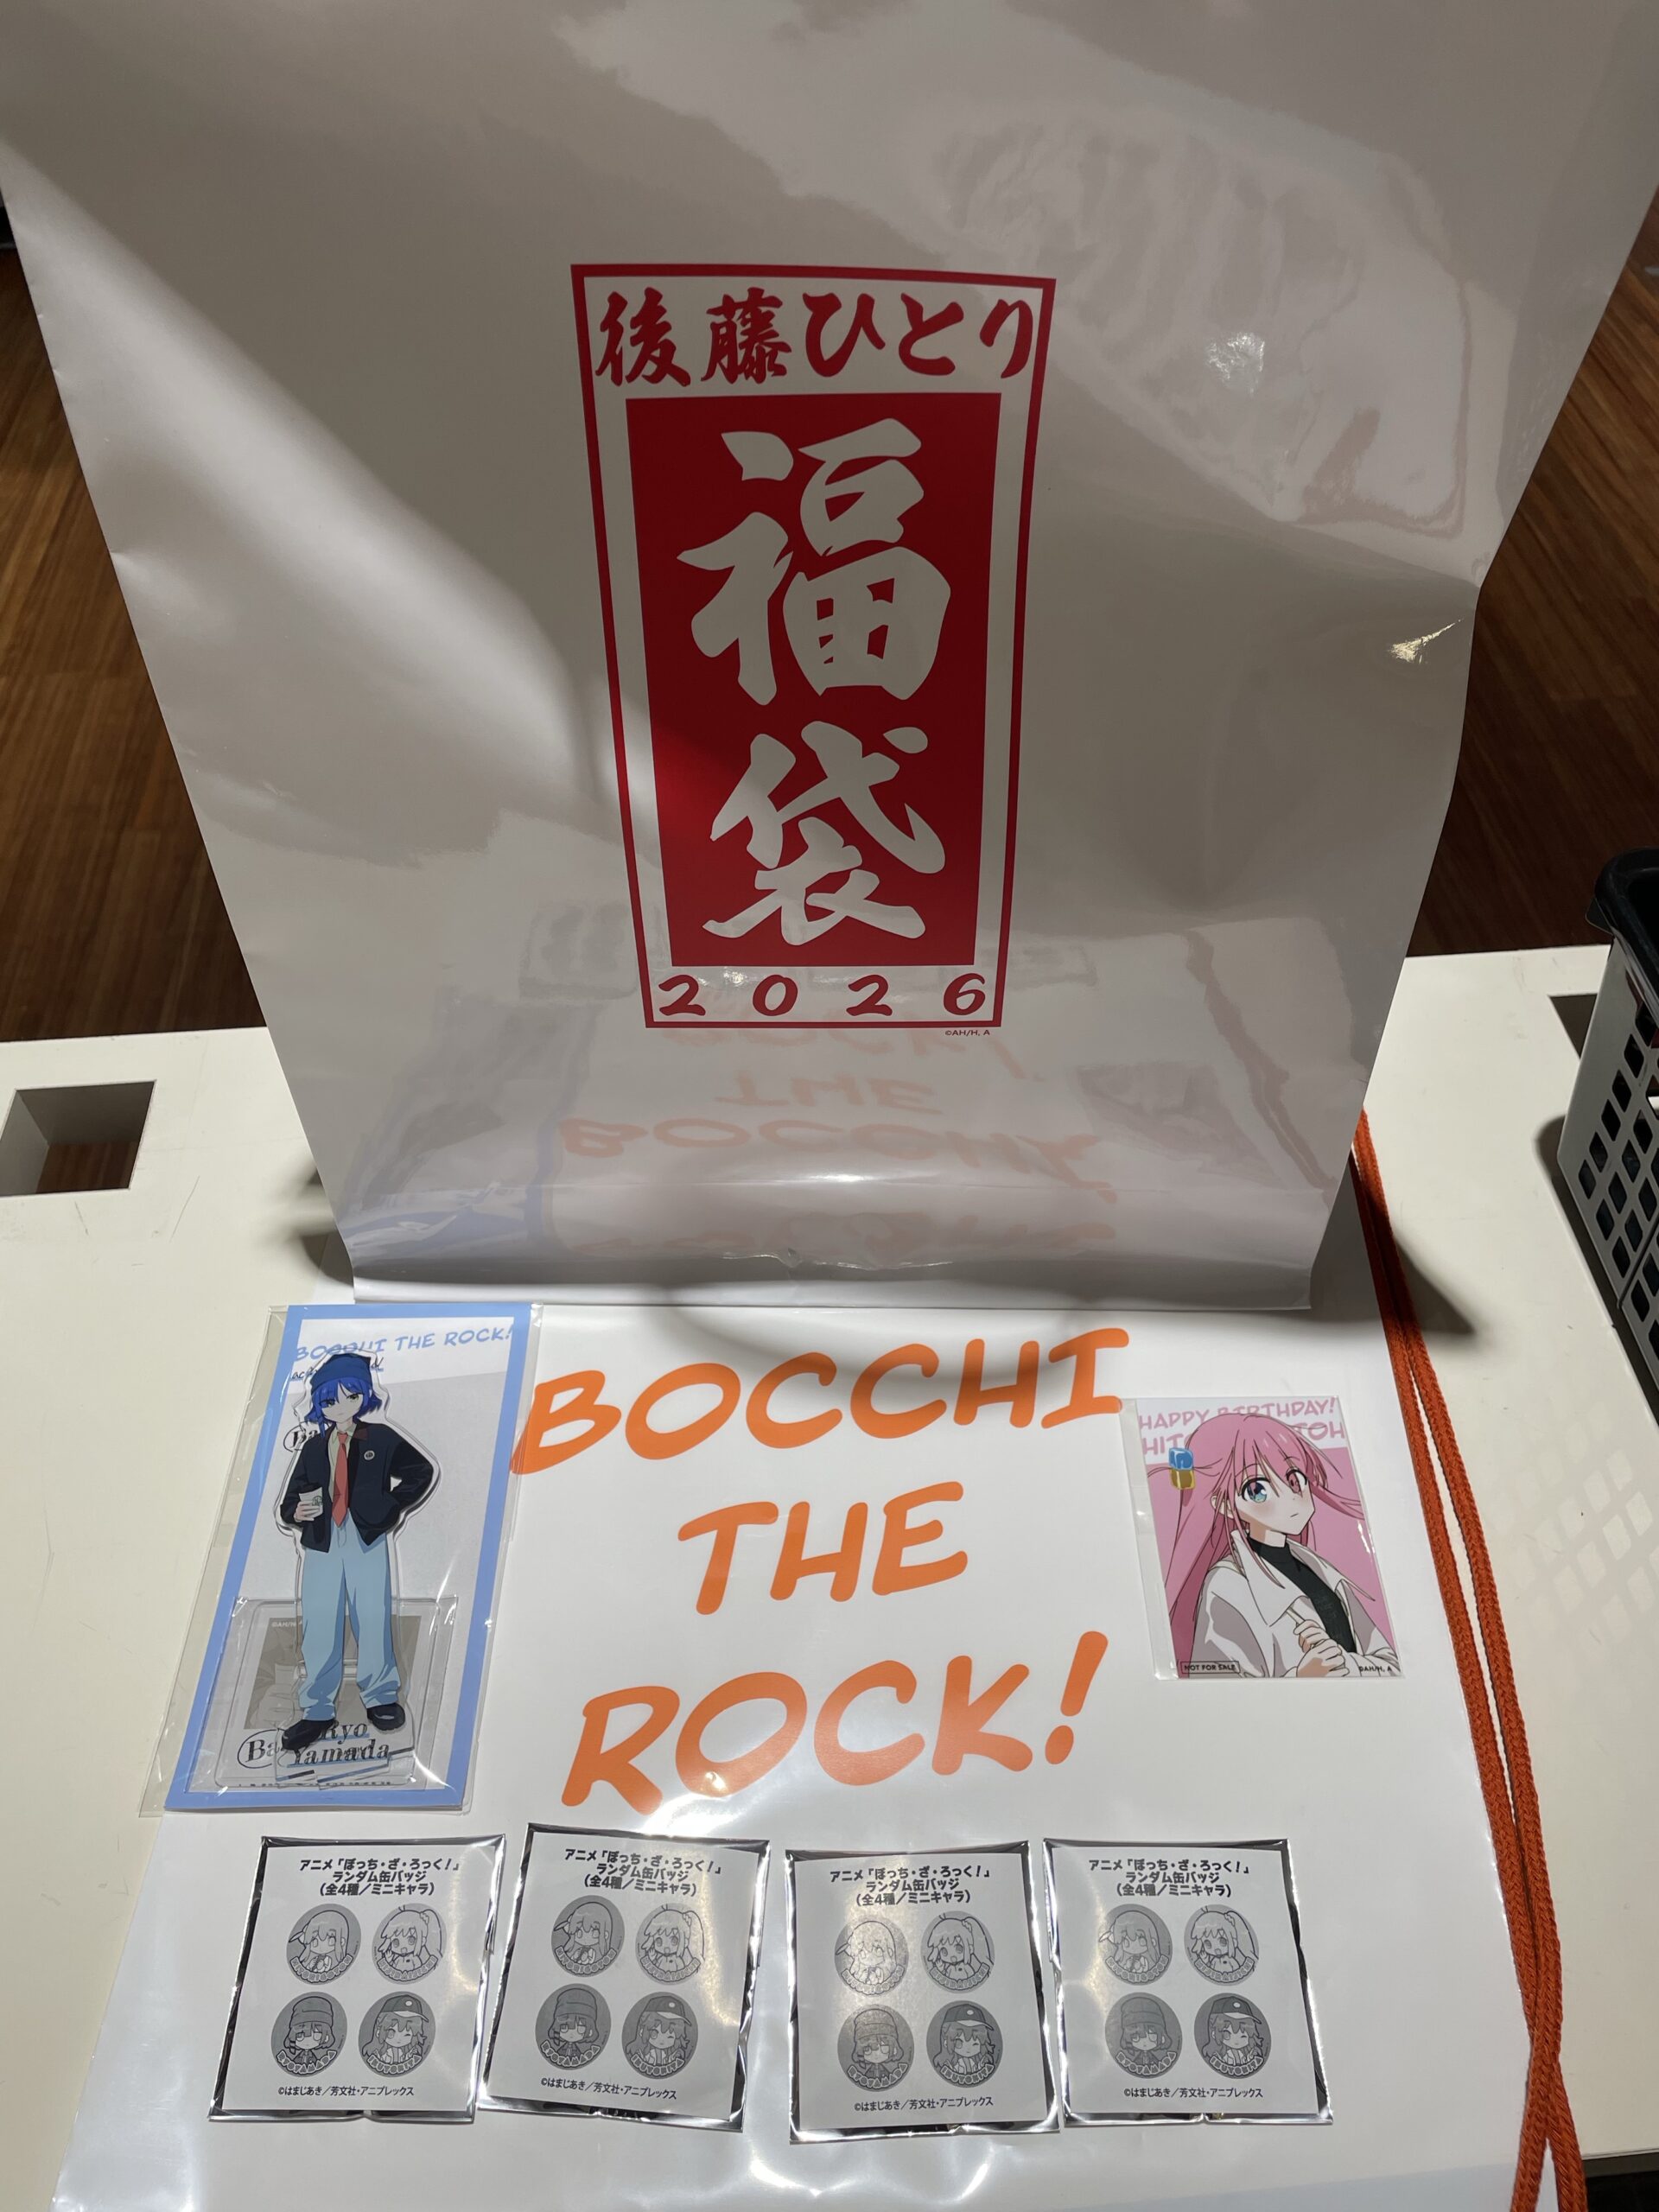 後藤ひとり
福袋
2026
©AH/H, A
BOCCHI THE ROCK!
Ryo
Yamada
BOCCHI
THE
ROCK!
HAPPY BIRTHDAY!
NOT FOR SALE
©AH/H, A
アニメ「ぼっち・ざ・ろっく！」
ランダム缶バッジ
（全4種／ミニキャラ）
©はまじあき／芳文社・アニプレックス
アニメ「ぼっち・ざ・ろっく！」
ランダム缶バッジ
（全4種／ミニキャラ）
©はまじあき／芳文社・アニプレックス
アニメ「ぼっち・ざ・ろっく！」
ランダム缶バッジ
（全4種／ミニキャラ）
©はまじあき／芳文社・アニプレックス
アニメ「ぼっち・ざ・ろっく！」
ランダム缶バッジ
（全4種／ミニキャラ）
©はまじあき／芳文社・アニプレックス